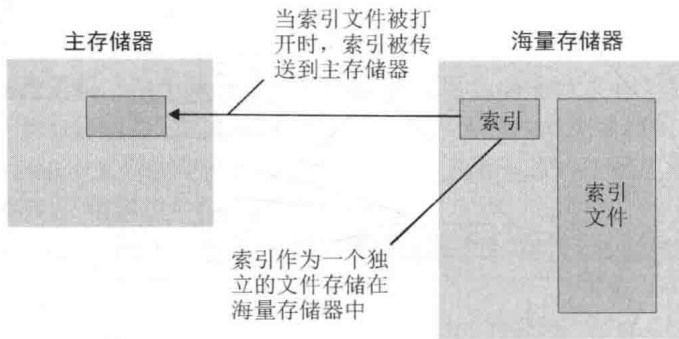 当索引文件被打
开时，索引被传
送到主存储器
主存储器
海量存储器
索引
索引
文件
索引作为一个独
立的文件存储在
海量存储器中